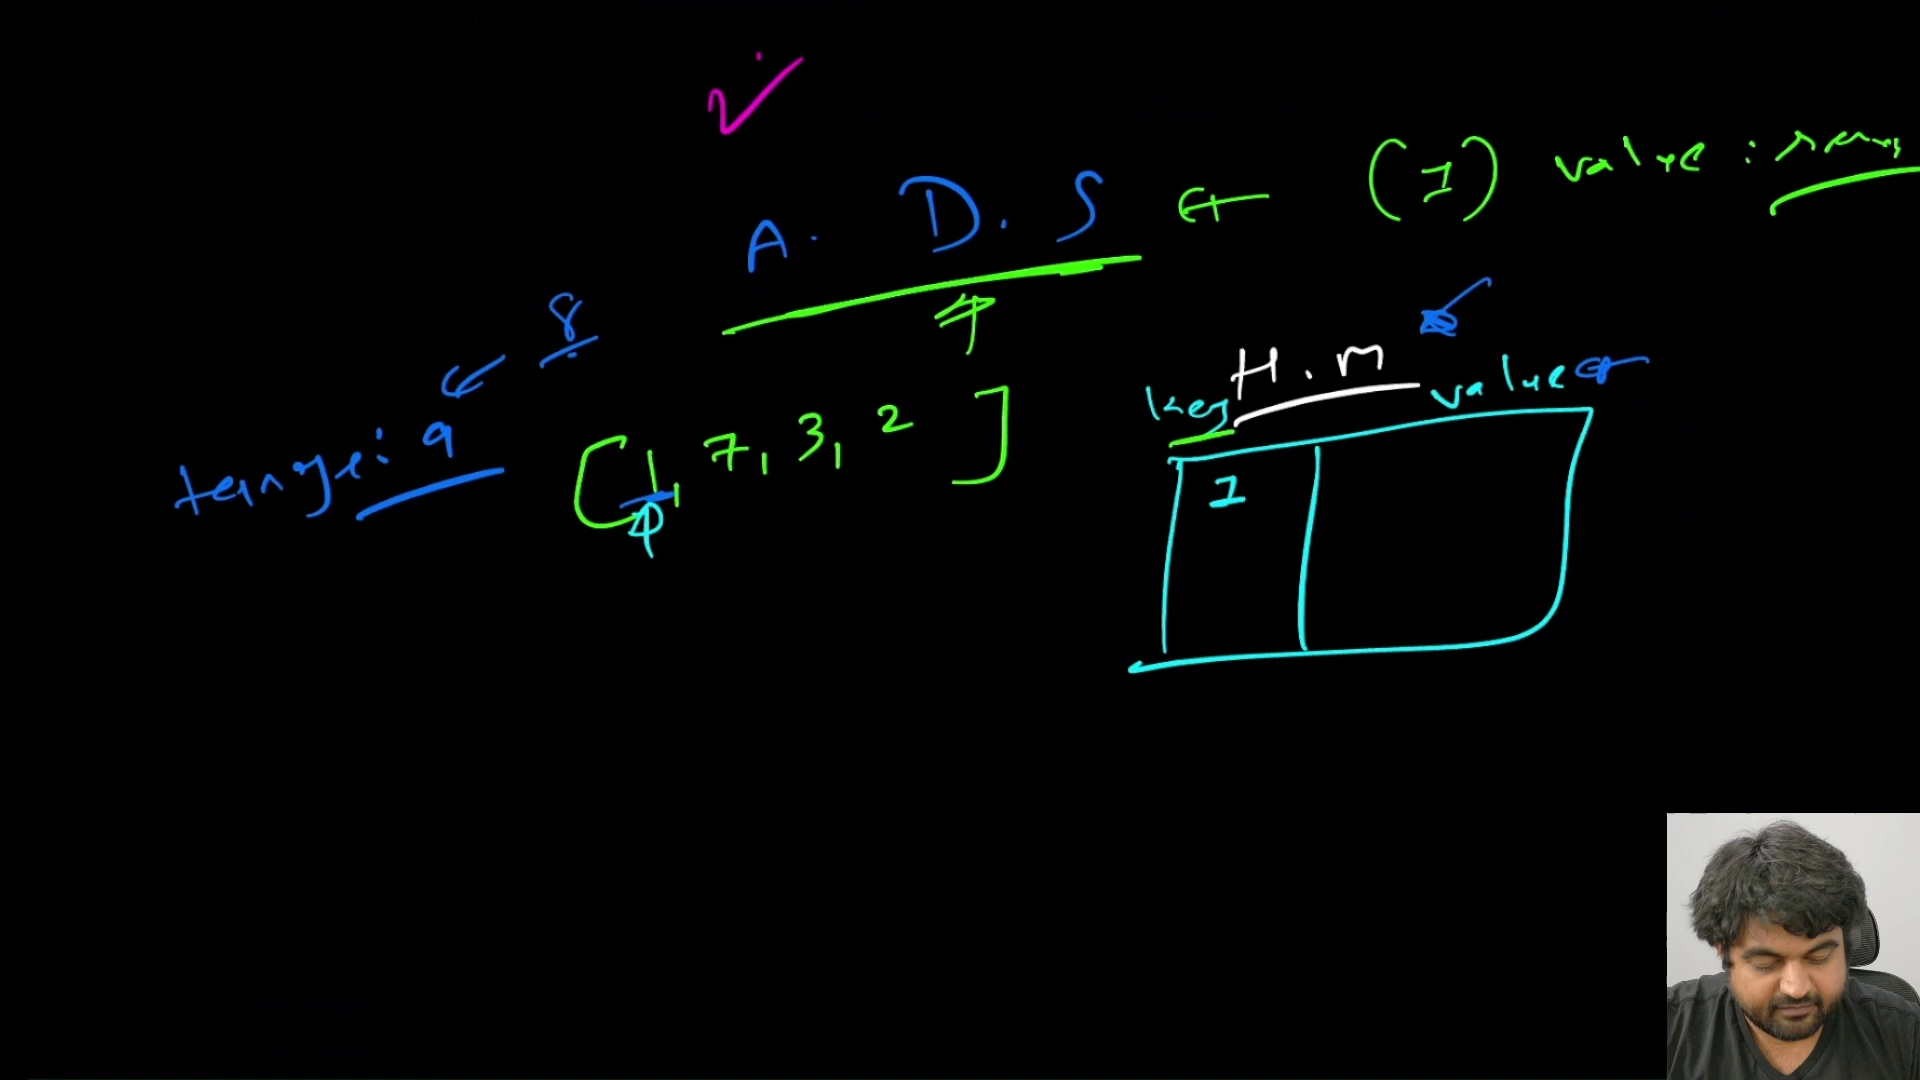 A. D. S ← (1) value :
H.M
key value
8
target: 9 [1, 7, 3, 2]
1